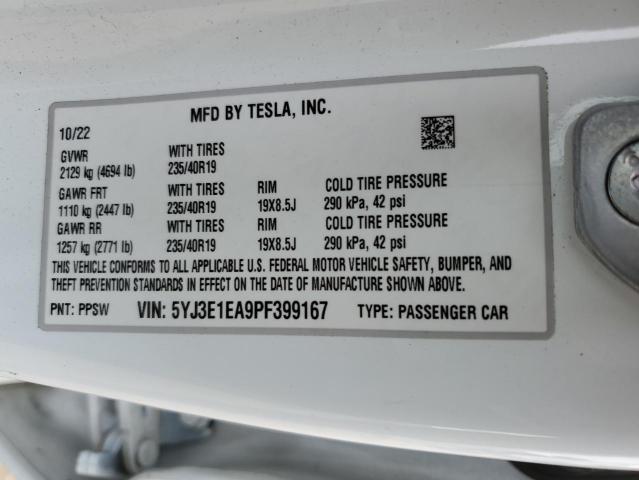 MFD BY TESLA, INC.
10/22
GVWR WITH TIRES
2129 kg (4694 lb) 235/40R19
GAWR FRT WITH TIRES RIM COLD TIRE PRESSURE
1110 kg (2447 lb) 235/40R19 19X8.5J 290 kPa, 42 psi
GAWR RR WITH TIRES RIM COLD TIRE PRESSURE
1257 kg (2771 lb) 235/40R19 19X8.5J 290 kPa, 42 psi
THIS VEHICLE CONFORMS TO ALL APPLICABLE U.S. FEDERAL MOTOR VEHICLE SAFETY, BUMPER, AND
THEFT PREVENTION STANDARDS IN EFFECT ON THE DATE OF MANUFACTURE SHOWN ABOVE.
PNT: PPSW VIN: 5YJ3E1EA9PF399167 TYPE: PASSENGER CAR